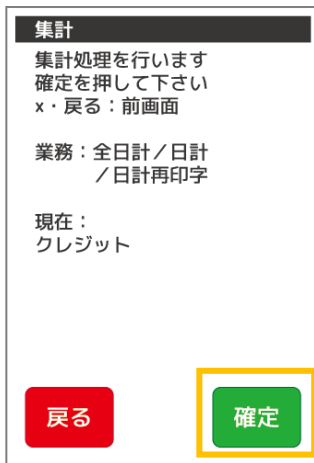 集計
集計処理を行います
確定を押して下さい
x・戻る：前画面
業務：全日計／日計
／日計再印字
現在：
クレジット
戻る
確定